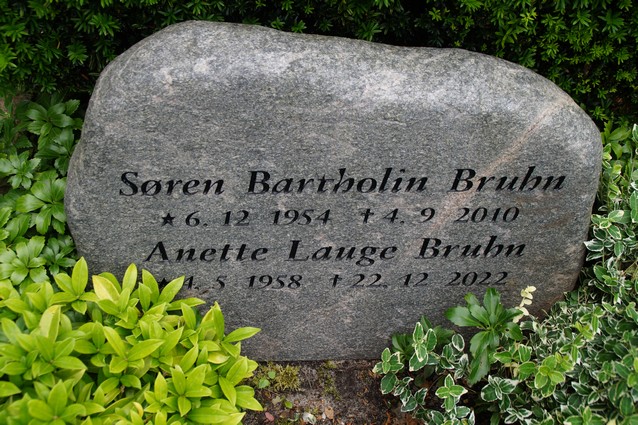 Søren Bartholin Bruhn
★ 6. 12 1954 ✝ 4. 9 2010
Anette Lauge Bruhn
★ 4. 5 1958 ✝ 22. 12 2022